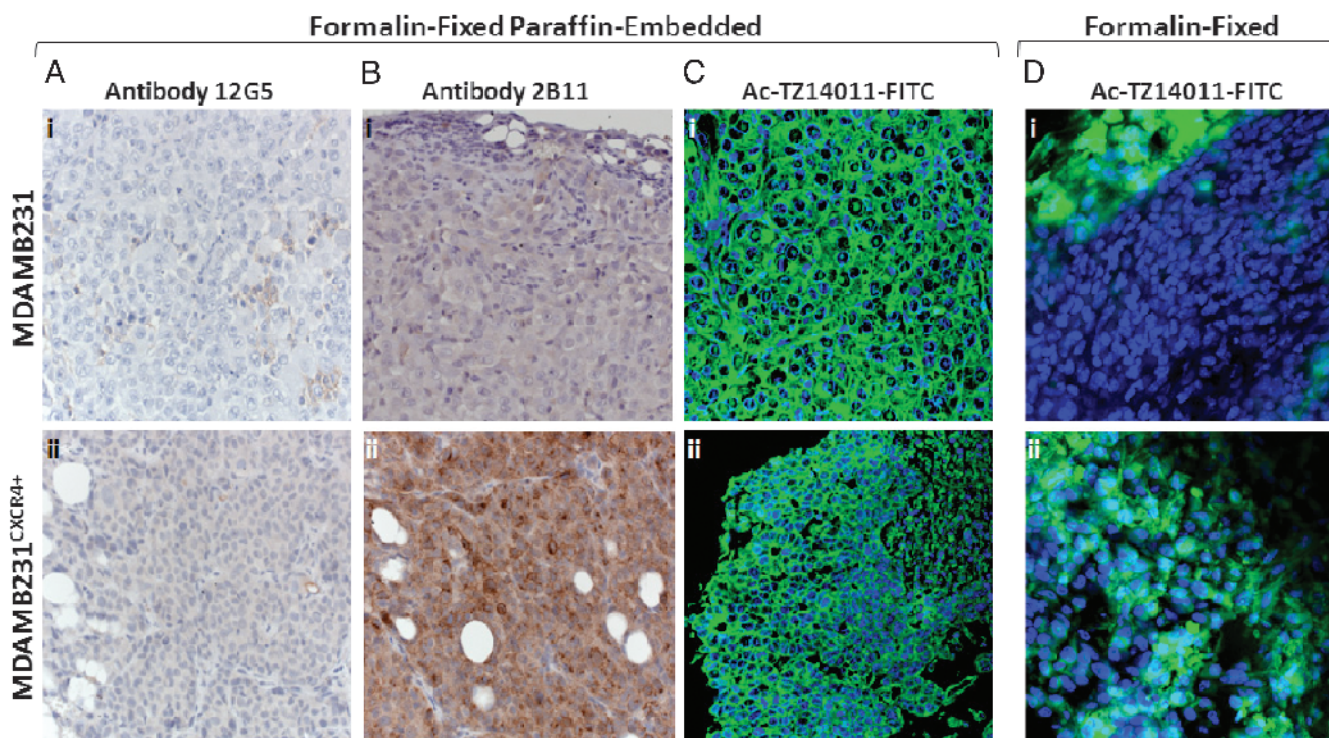 Formalin-Fixed Paraffin-Embedded
Formalin-Fixed
A
Antibody 12G5
B
Antibody 2B11
C
Ac-TZ14011-FITC
D
Ac-TZ14011-FITC
MDAMB231
i
i
i
i
MDAMB231CXCR4+
ii
ii
ii
ii